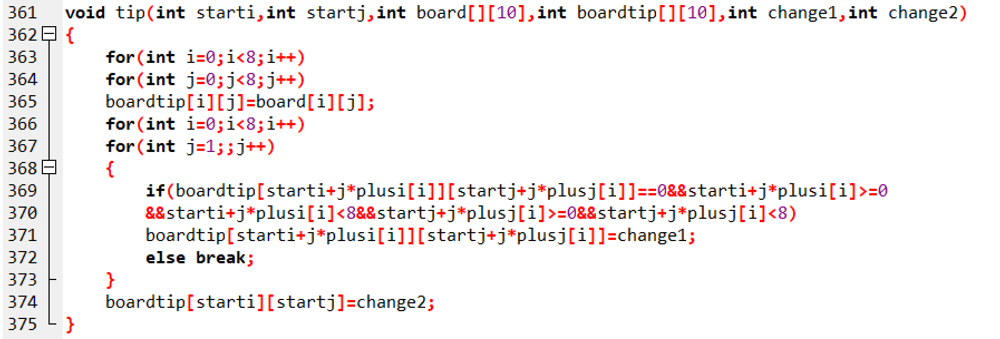 361 void tip(int starti,int startj,int board[][10],int boardtip[][10],int change1,int change2)
362 {
363 for(int i=0;i<8;i++)
364 for(int j=0;j<8;j++)
365 boardtip[i][j]=board[i][j];
366 for(int i=0;i<8;i++)
367 for(int j=1;;j++)
368 {
369 if(boardtip[starti+j*plusi[i]][startj+j*plusj[i]]==0&&starti+j*plusi[i]>=0
370 &&starti+j*plusi[i]<8&&startj+j*plusj[i]>=0&&startj+j*plusj[i]<8)
371 boardtip[starti+j*plusi[i]][startj+j*plusj[i]]=change1;
372 else break;
373 }
374 boardtip[starti][startj]=change2;
375 }